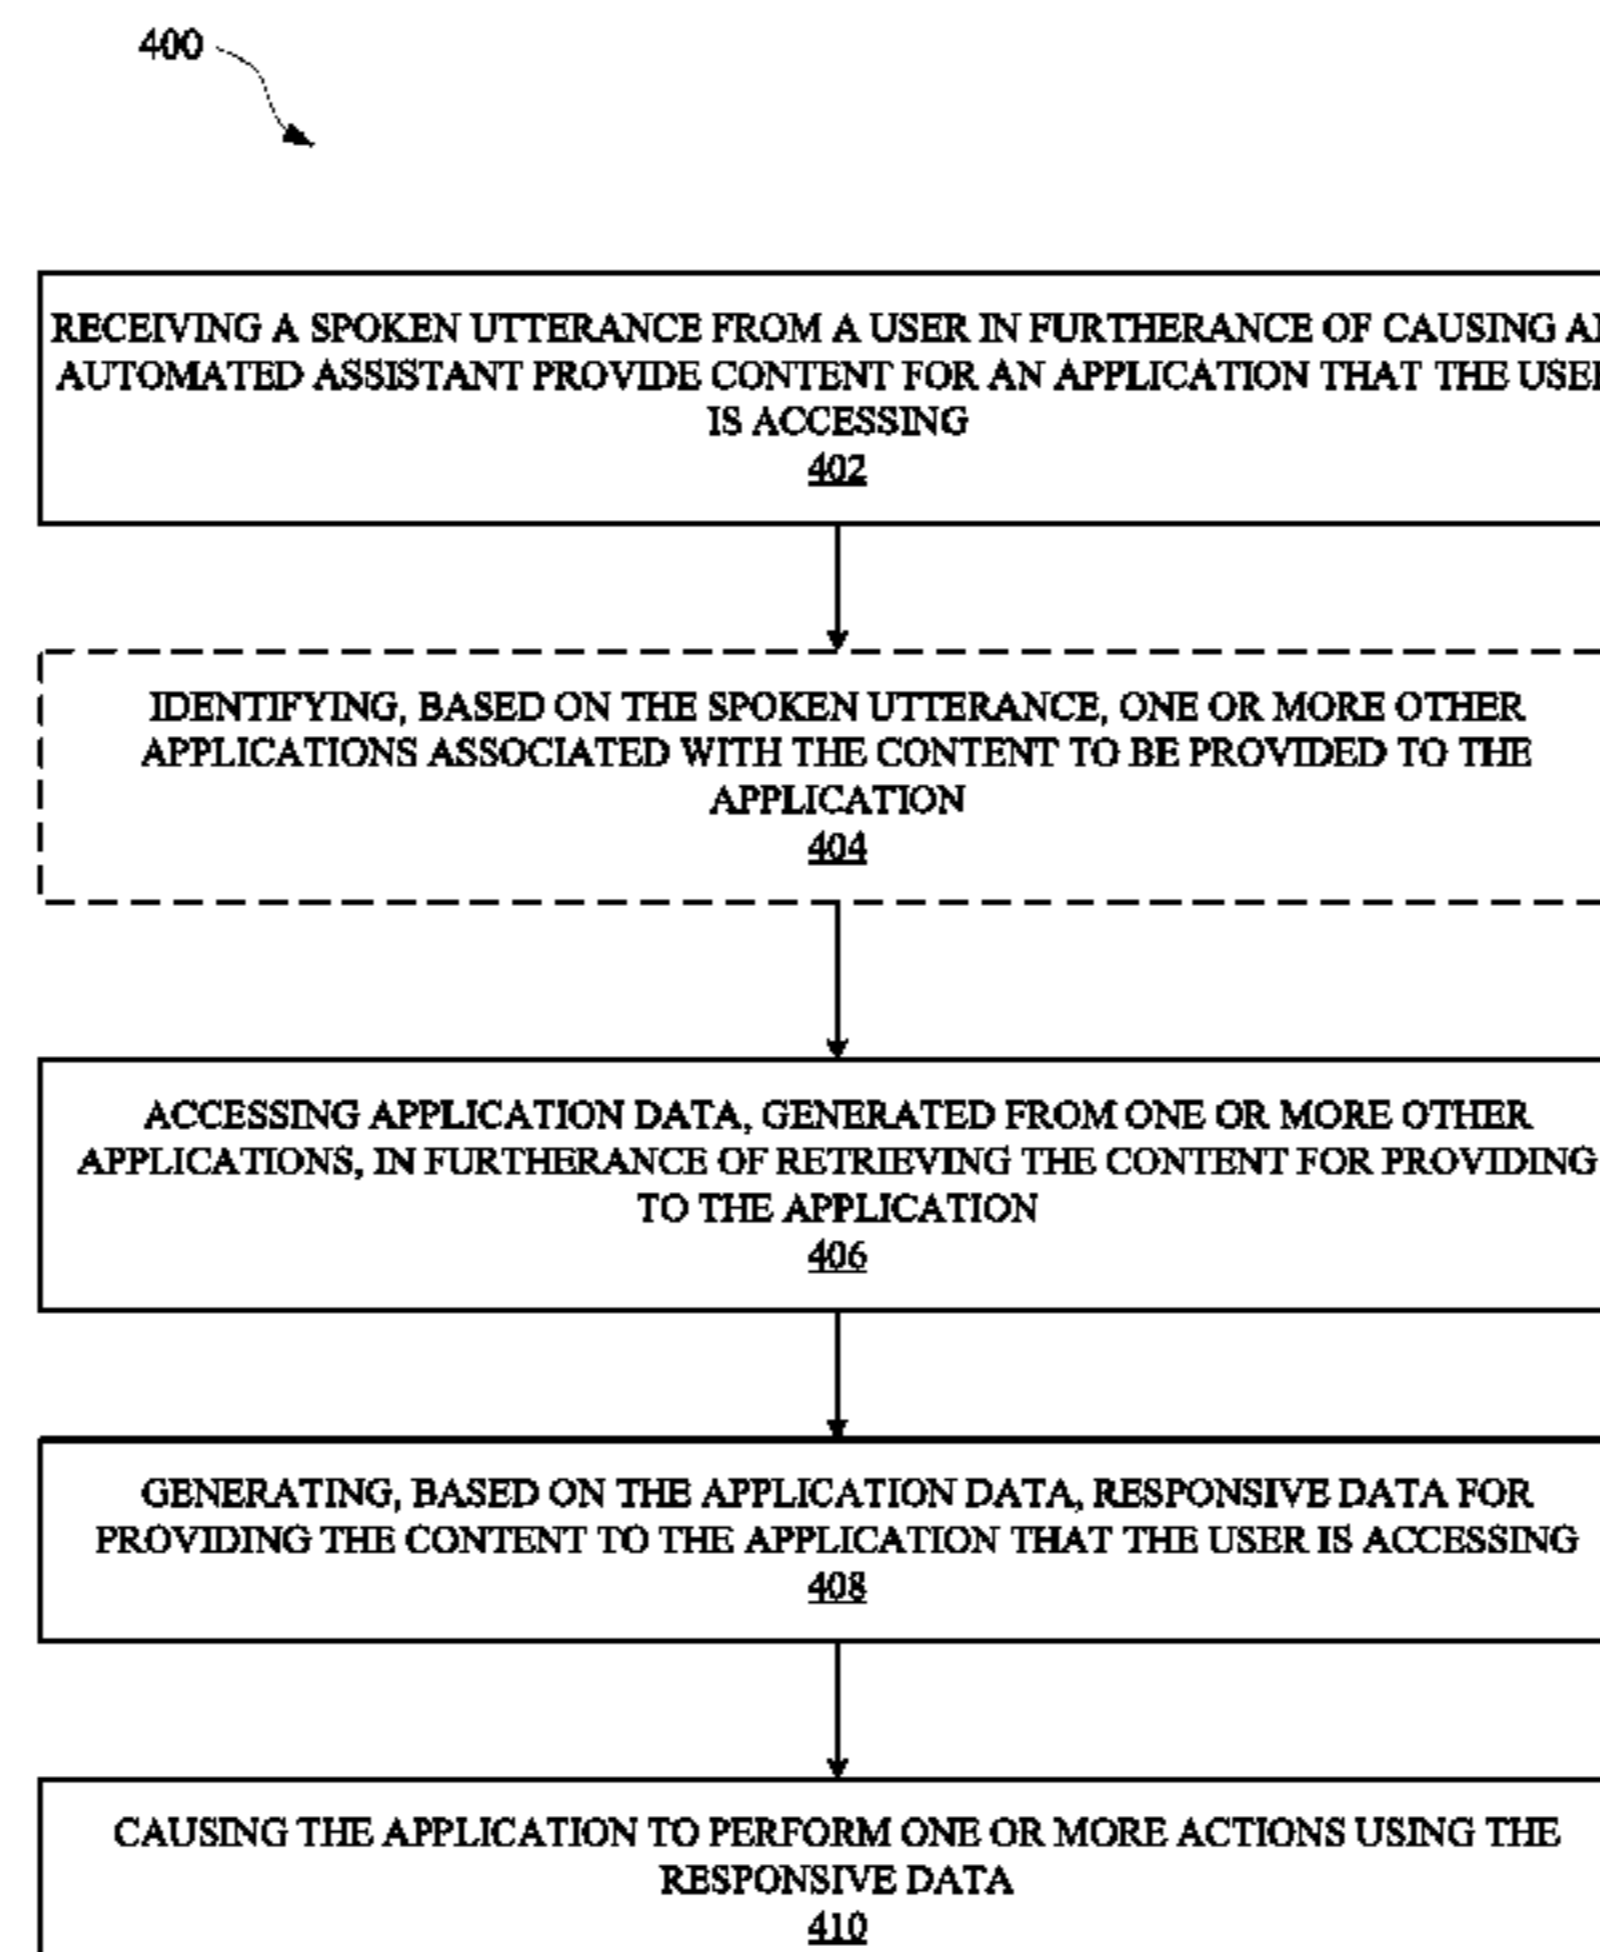 400
RECEIVING A SPOKEN UTTERANCE FROM A USER IN FURTHERANCE OF CAUSING
AUTOMATED ASSISTANT PROVIDE CONTENT FOR AN APPLICATION THAT THE USER
IS ACCESSING
402
IDENTIFYING, BASED ON THE SPOKEN UTTERANCE, ONE OR MORE OTHER
APPLICATIONS ASSOCIATED WITH THE CONTENT TO BE PROVIDED TO THE
APPLICATION
404
ACCESSING APPLICATION DATA, GENERATED FROM ONE OR MORE OTHER
APPLICATIONS, IN FURTHERANCE OF RETRIEVING THE CONTENT FOR PROVIDING
TO THE APPLICATION
406
GENERATING, BASED ON THE APPLICATION DATA, RESPONSIVE DATA FOR
PROVIDING THE CONTENT TO THE APPLICATION THAT THE USER IS ACCESSING
408
CAUSING THE APPLICATION TO PERFORM ONE OR MORE ACTIONS USING THE
RESPONSIVE DATA
410